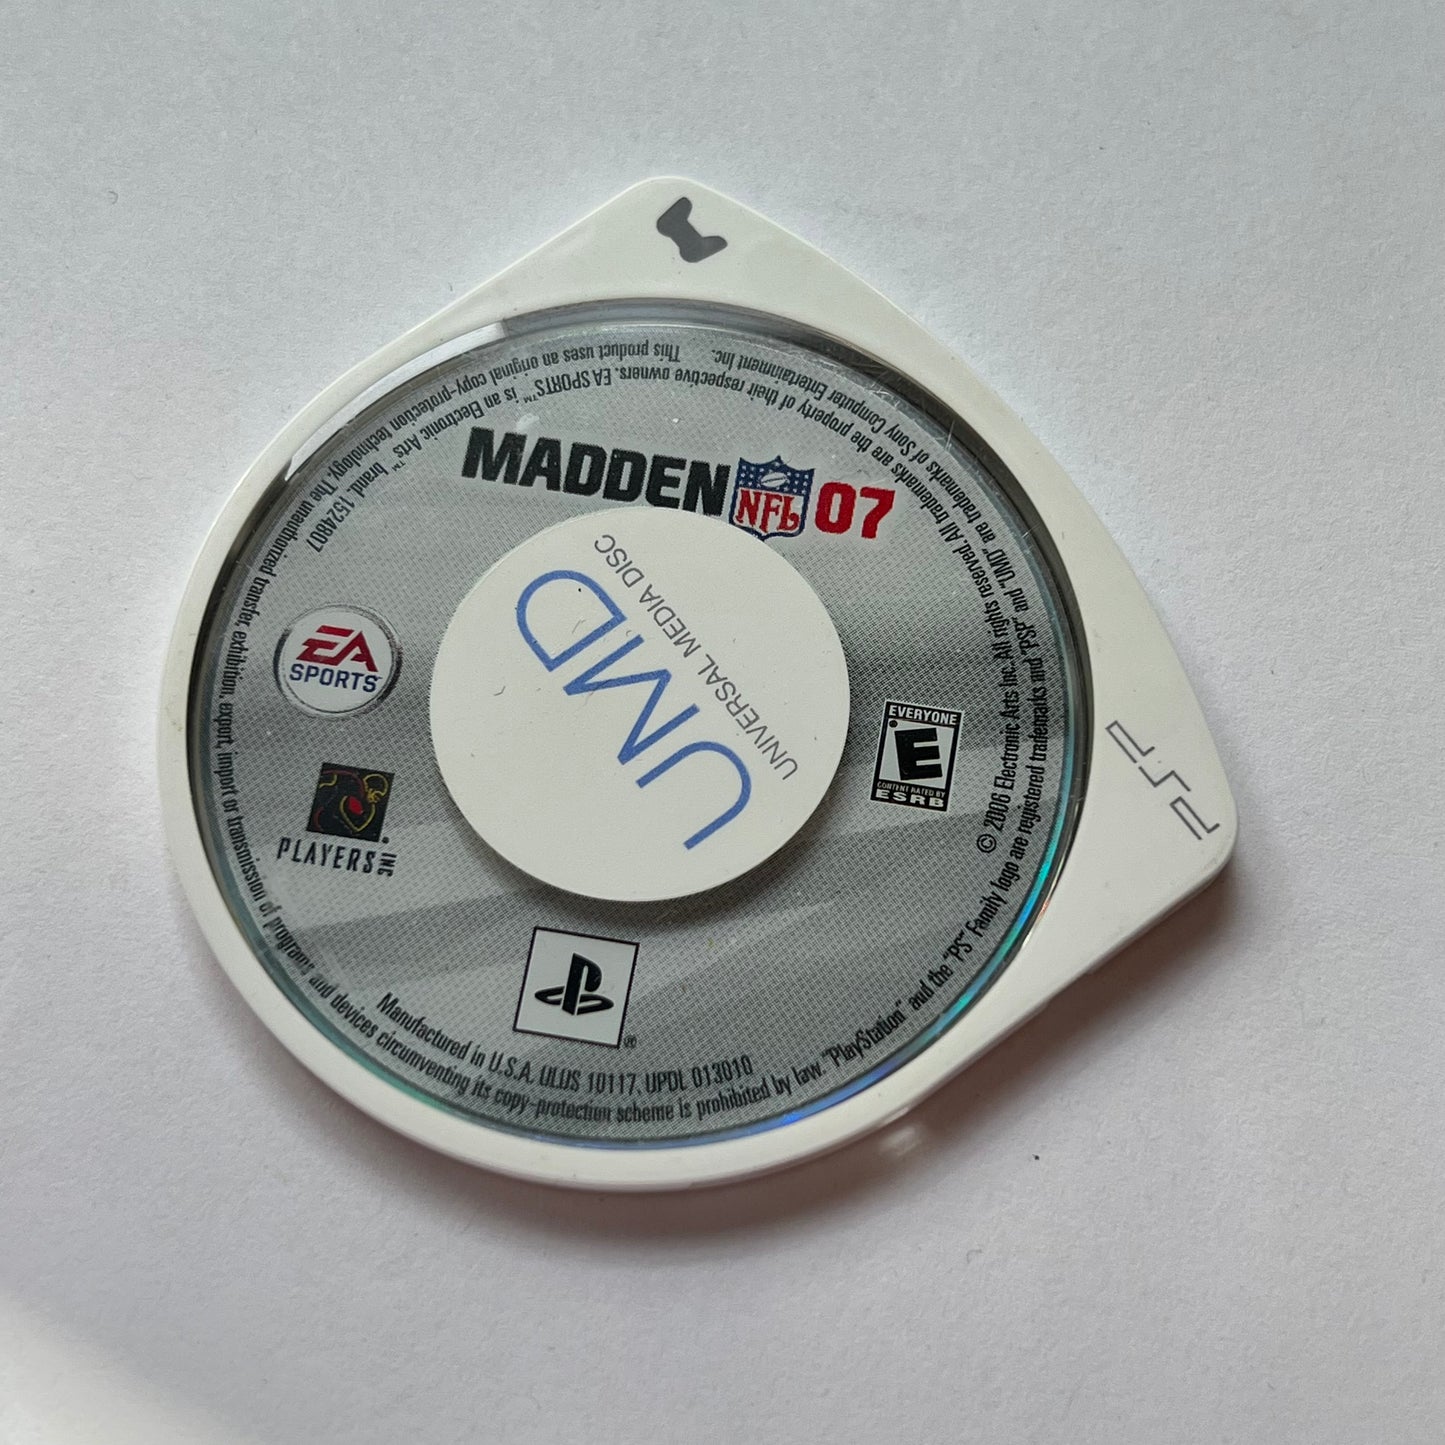 MADDEN NFL 07
UMD
UNIVERSAL MEDIA DISC
EA
SPORTS™
PLAYERS INC
EVERYONE
E
CONTENT RATED BY
ESRB
®
PSP
Manufactured in U.S.A. ULUS 10117, UPDL 013010
© 2006 Electronic Arts Inc. All rights reserved. All trademarks are the property of their respective owners. EA SPORTS™ is an Electronic Arts™ brand. 1524807
"PlayStation" and the "PS" Family logo are registered trademarks and "PSP" and "UMD" are trademarks of Sony Computer Entertainment Inc. This product uses an original copy-protection technology. The unauthorized transfer, exhibition, export, import or transmission of programs and devices circumventing its copy-protection scheme is prohibited by law.